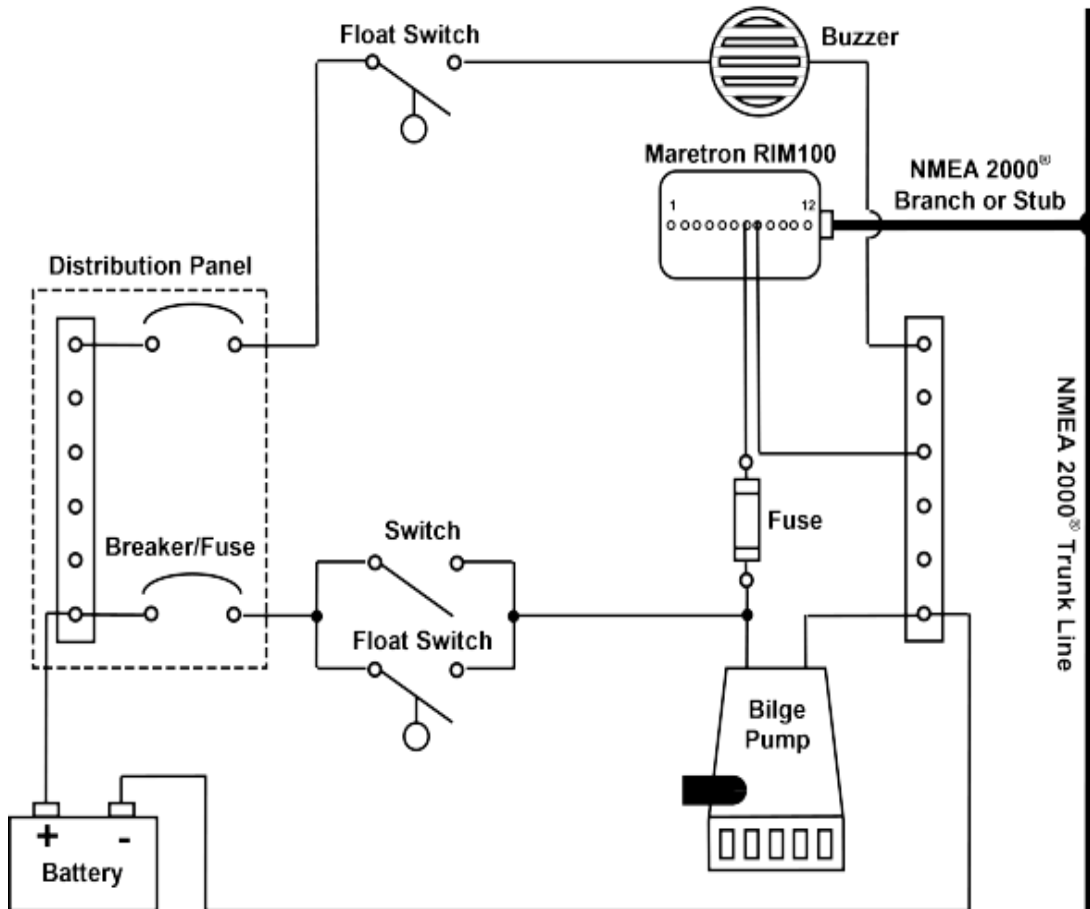 Float Switch
Buzzer
Maretron RIM100
1 12
NMEA 2000®
Branch or Stub
Distribution Panel
Breaker/Fuse
Switch
Float Switch
Fuse
NMEA 2000® Trunk Line
Bilge
Pump
+ -
Battery